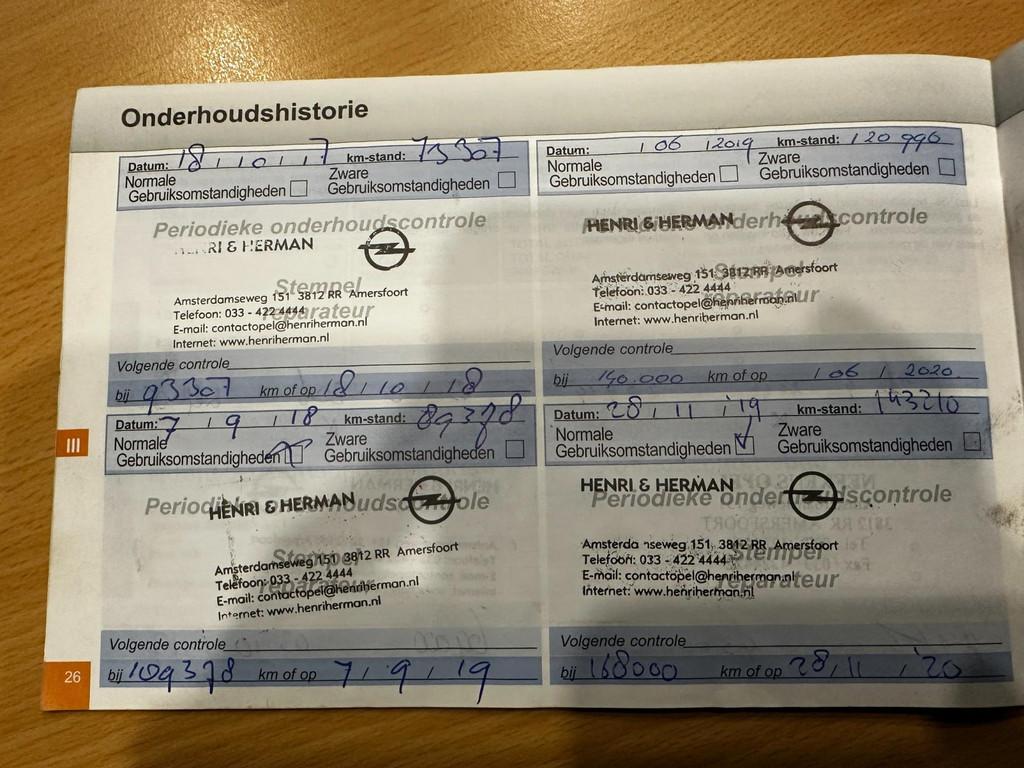 Onderhoudshistorie
Datum: 18 / 10 / 17 km-stand: 73307
Normale Gebruiksomstandigheden Zware Gebruiksomstandigheden
Periodieke onderhoudscontrole
HENRI & HERMAN
Stempel reparateur
Amsterdamseweg 151 3812 RR Amersfoort
Telefoon: 033 - 422 4444
E-mail: contactopel@henriherman.nl
Internet: www.henriherman.nl
Volgende controle
bij 93307 km of op 18 / 10 / 18
Datum: 7 / 9 / 18 km-stand: 89378
Normale Gebruiksomstandigheden Zware Gebruiksomstandigheden
Periodieke onderhoudscontrole
HENRI & HERMAN
Stempel reparateur
Amsterdamseweg 151 3812 RR Amersfoort
Telefoon: 033 - 422 4444
E-mail: contactopel@henriherman.nl
Internet: www.henriherman.nl
Volgende controle
bij 109378 km of op 7 / 9 / 19
Datum: / 06 / 2019 km-stand: 120 996
Normale Gebruiksomstandigheden Zware Gebruiksomstandigheden
Periodieke onderhoudscontrole
HENRI & HERMAN
Stempel reparateur
Amsterdamseweg 151 3812 RR Amersfoort
Telefoon: 033 - 422 4444
E-mail: contactopel@henriherman.nl
Internet: www.henriherman.nl
Volgende controle
bij 140.000 km of op / 06 / 2020
Datum: 28 / 11 / '19 km-stand: 143210
Normale Gebruiksomstandigheden Zware Gebruiksomstandigheden
Periodieke onderhoudscontrole
HENRI & HERMAN
Stempel reparateur
Amsterdamseweg 151 3812 RR Amersfoort
Telefoon: 033 - 422 4444
E-mail: contactopel@henriherman.nl
Internet: www.henriherman.nl
Volgende controle
bij 168000 km of op 28 / 11 / '20
III
26